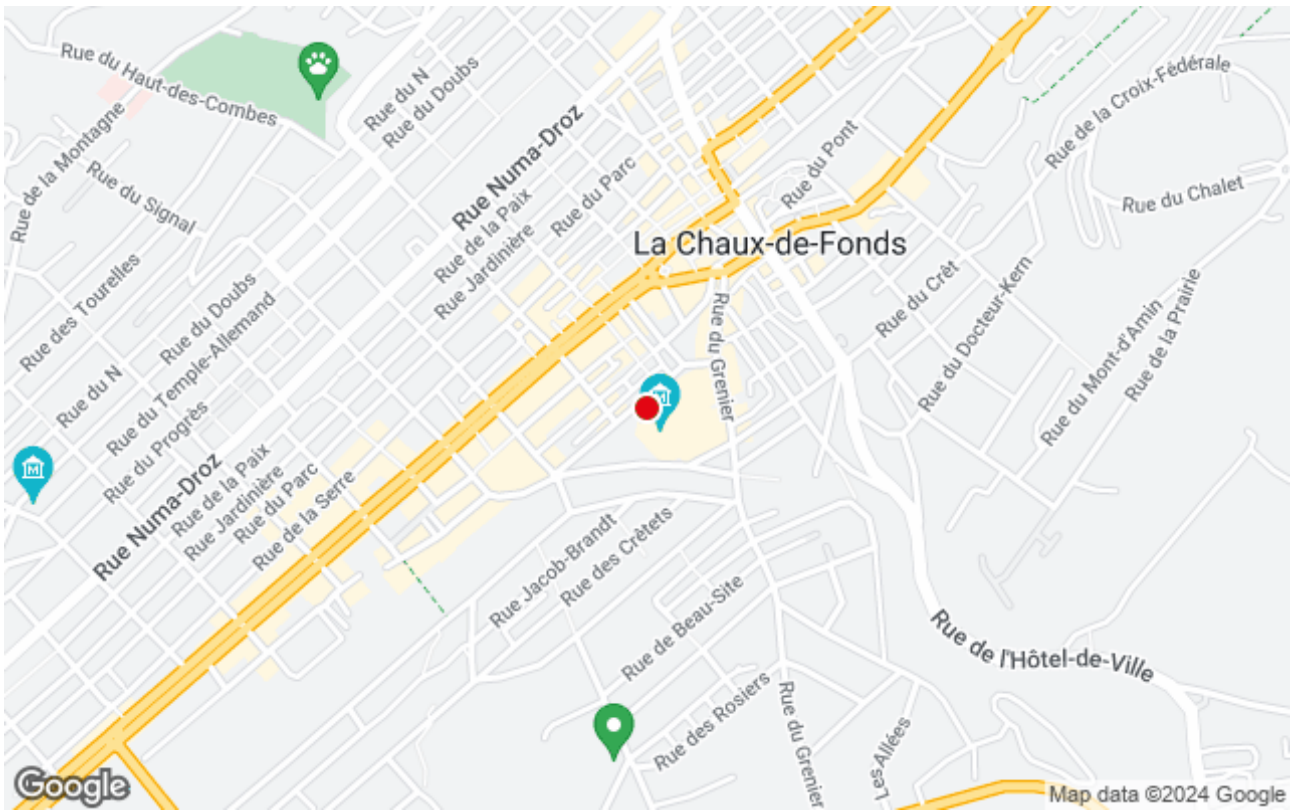 Rue du Haut-des-Combes
Rue du N
Rue du Doubs
Rue de la Croix-Fédérale
Rue de la Montagne
Rue Numa-Droz
Rue du Pont
Rue du Signal
Rue de la Paix
Rue du Parc
Rue du Chalet
Rue Jardinière
La Chaux-de-Fonds
Rue des Tourelles
Rue du Doubs
Rue du Temple-Allemand
Rue du Crêt
Rue du Docteur-Kern
Rue du Mont-d'Amin
Rue de la Prairie
Rue du Grenier
Rue du N
Rue du Progrès
M
M
Rue Numa-Droz
Rue de la Paix
Rue Jardinière
Rue du Parc
Rue de la Serre
Rue Jacob-Brandt
Rue des Crêtets
Rue de Beau-Site
Rue de l'Hôtel-de-Ville
Rue des Rosiers
Rue du Grenier
Les-Allées
Google
Map data ©2024 Google